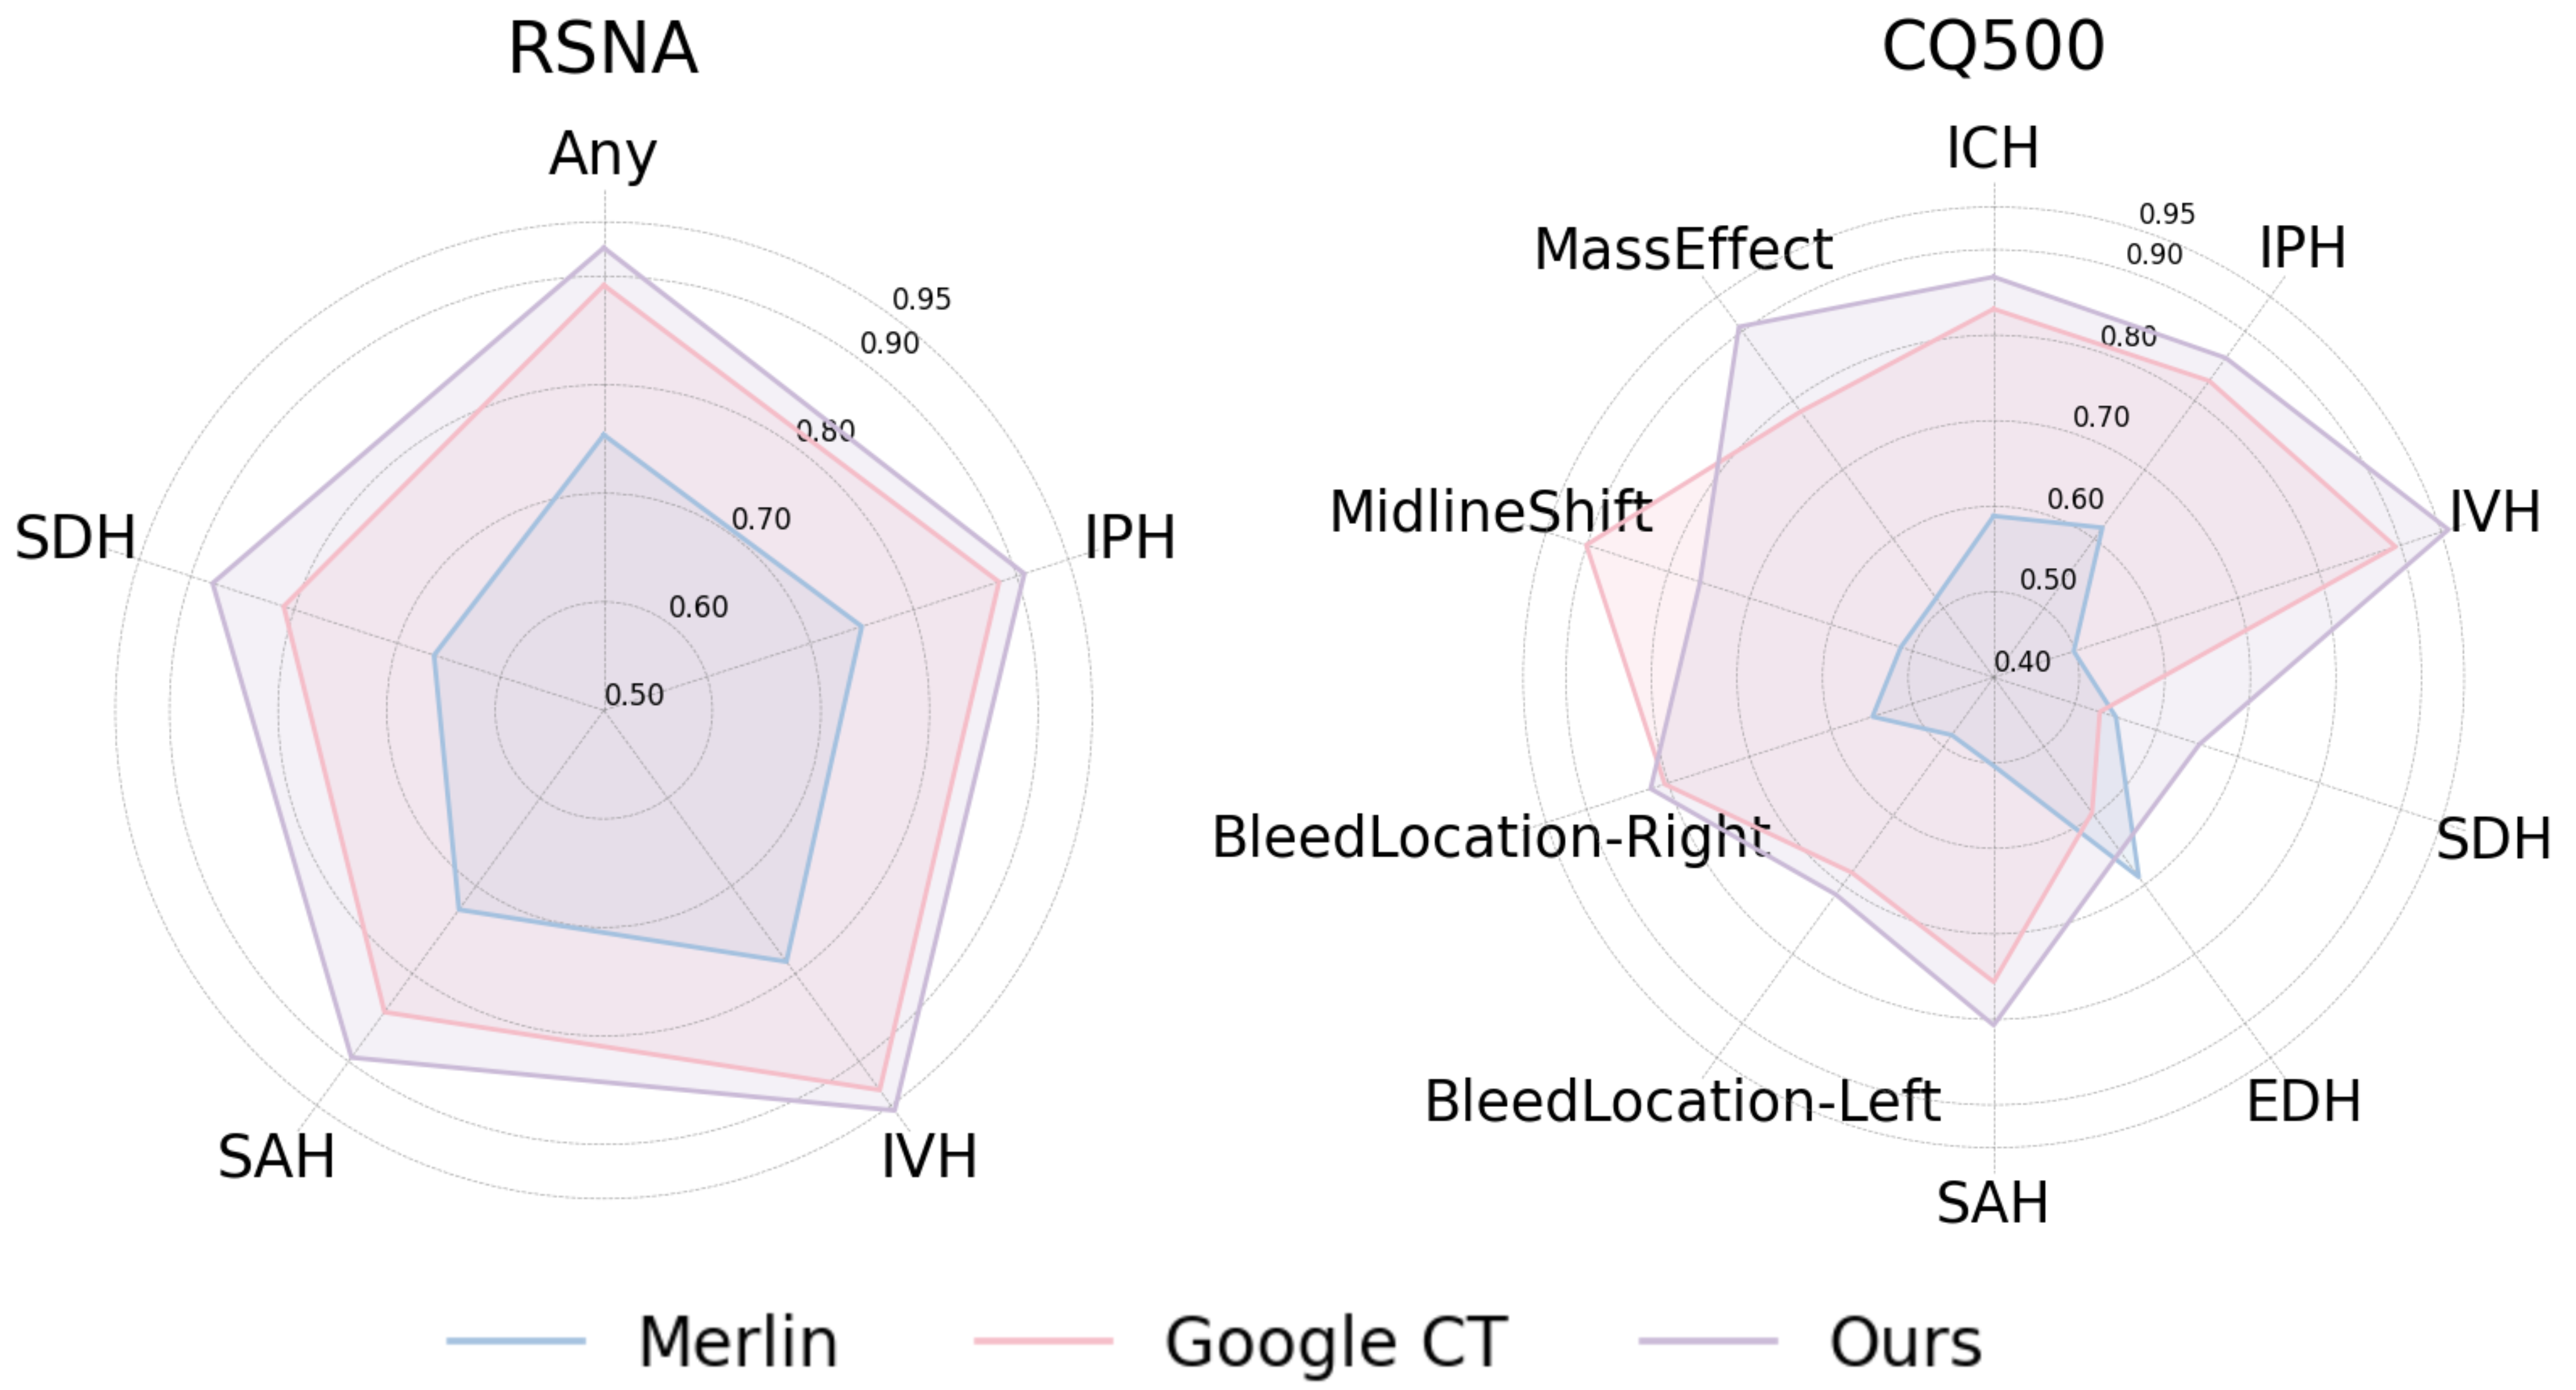 RSNA
Any
0.95
0.90
0.80
0.70
0.60
0.50
SDH
IPH
SAH
IVH
CQ500
ICH
0.95
0.90
0.80
0.70
0.60
0.50
0.40
MassEffect
IPH
MidlineShift
IVH
BleedLocation-Right
SDH
BleedLocation-Left
EDH
SAH
Merlin
Google CT
Ours